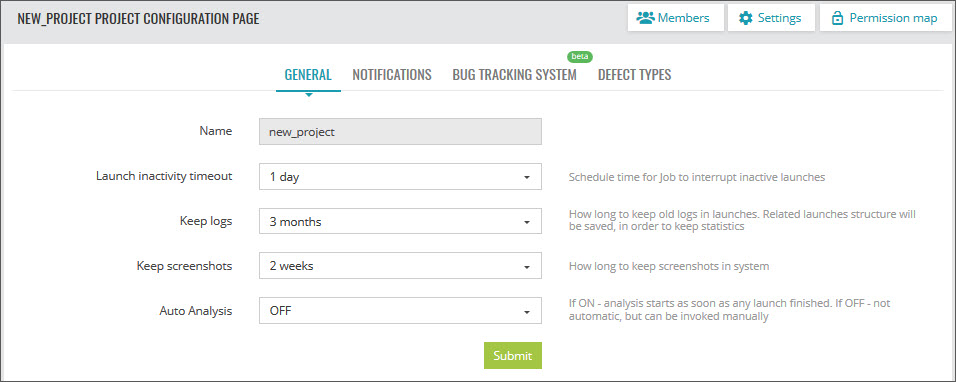 NEW_PROJECT PROJECT CONFIGURATION PAGE
Members
Settings
Permission map
GENERAL
NOTIFICATIONS
BUG TRACKING SYSTEM
beta
DEFECT TYPES
Name
new_project
Launch inactivity timeout
1 day
Schedule time for Job to interrupt inactive launches
Keep logs
3 months
How long to keep old logs in launches. Related launches structure will
be saved, in order to keep statistics
Keep screenshots
2 weeks
How long to keep screenshots in system
Auto Analysis
OFF
If ON - analysis starts as soon as any launch finished. If OFF - not
automatic, but can be invoked manually
Submit